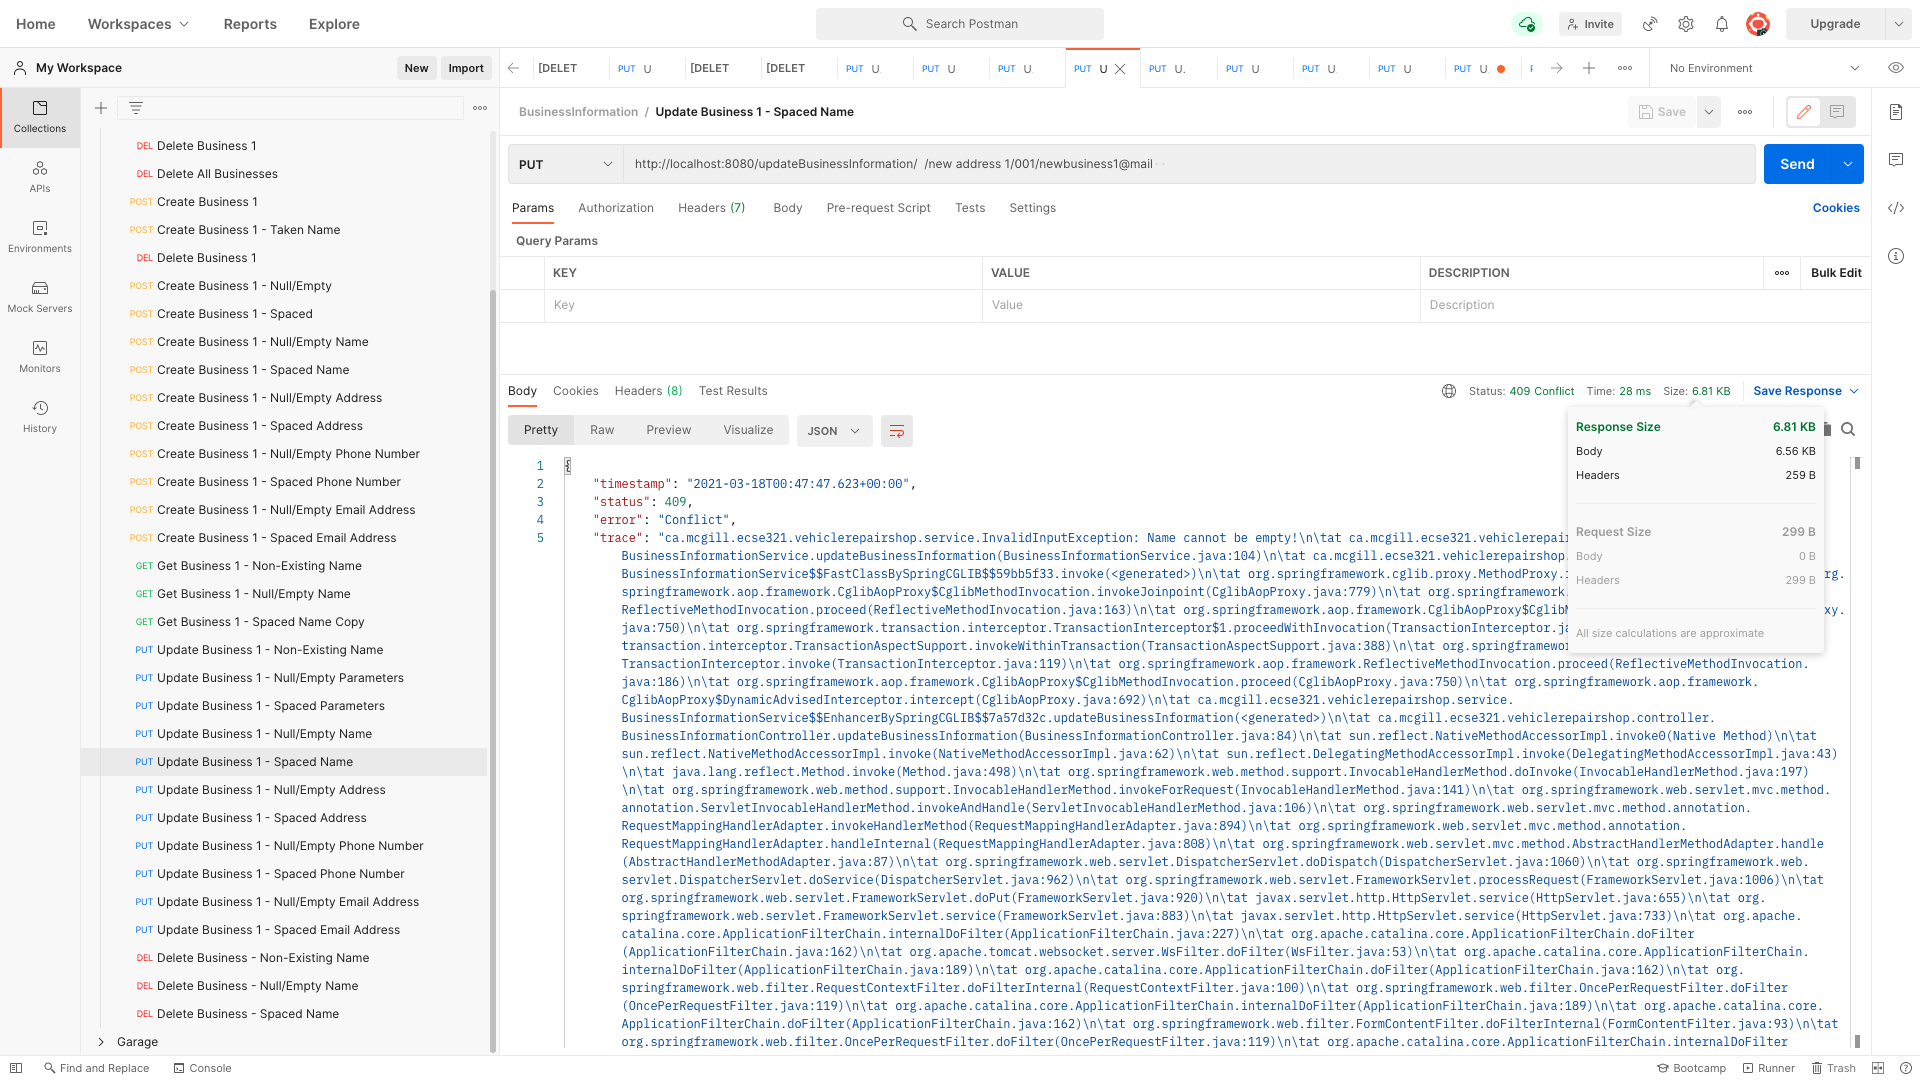 Home Workspaces Reports Explore Search Postman Invite Upgrade
My Workspace New Import [DELET PUT U [DELET [DELET PUT U PUT U PUT U PUT U PUT U. PUT U PUT U PUT U PUT U No Environment
Collections
APIs
Environments
Mock Servers
Monitors
History
DEL Delete Business 1
DEL Delete All Businesses
POST Create Business 1
POST Create Business 1 - Taken Name
DEL Delete Business 1
POST Create Business 1 - Null/Empty
POST Create Business 1 - Spaced
POST Create Business 1 - Null/Empty Name
POST Create Business 1 - Spaced Name
POST Create Business 1 - Null/Empty Address
POST Create Business 1 - Spaced Address
POST Create Business 1 - Null/Empty Phone Number
POST Create Business 1 - Spaced Phone Number
POST Create Business 1 - Null/Empty Email Address
POST Create Business 1 - Spaced Email Address
GET Get Business 1 - Non-Existing Name
GET Get Business 1 - Null/Empty Name
GET Get Business 1 - Spaced Name Copy
PUT Update Business 1 - Non-Existing Name
PUT Update Business 1 - Null/Empty Parameters
PUT Update Business 1 - Spaced Parameters
PUT Update Business 1 - Null/Empty Name
PUT Update Business 1 - Spaced Name
PUT Update Business 1 - Null/Empty Address
PUT Update Business 1 - Spaced Address
PUT Update Business 1 - Null/Empty Phone Number
PUT Update Business 1 - Spaced Phone Number
PUT Update Business 1 - Null/Empty Email Address
PUT Update Business 1 - Spaced Email Address
DEL Delete Business - Non-Existing Name
DEL Delete Business - Null/Empty Name
DEL Delete Business - Spaced Name
Garage
BusinessInformation / Update Business 1 - Spaced Name Save
PUT http://localhost:8080/updateBusinessInformation/ /new address 1/001/newbusiness1@mail Send
Params Authorization Headers (7) Body Pre-request Script Tests Settings Cookies
Query Params
KEY VALUE DESCRIPTION Bulk Edit
Key Value Description
Body Cookies Headers (8) Test Results Status: 409 Conflict Time: 28 ms Size: 6.81 KB Save Response
Pretty Raw Preview Visualize JSON
Response Size 6.81 KB
Body 6.56 KB
Headers 259 B
Request Size 299 B
Body 0 B
Headers 299 B
All size calculations are approximate
1 {
2 "timestamp": "2021-03-18T00:47:47.623+00:00",
3 "status": 409,
4 "error": "Conflict",
5 "trace": "ca.mcgill.ecse321.vehiclerepairshop.service.InvalidInputException: Name cannot be empty!\n\tat ca.mcgill.ecse321.vehiclerepai
BusinessInformationService.updateBusinessInformation(BusinessInformationService.java:104)\n\tat ca.mcgill.ecse321.vehiclerepairshop.
BusinessInformationService$$FastClassBySpringCGLIB$$59bb5f33.invoke(<generated>)\n\tat org.springframework.cglib.proxy.MethodProxy. org.
springframework.aop.framework.CglibAopProxy$CglibMethodInvocation.invokeJoinpoint(CglibAopProxy.java:779)\n\tat org.springframework.
ReflectiveMethodInvocation.proceed(ReflectiveMethodInvocation.java:163)\n\tat org.springframework.aop.framework.CglibAopProxy$Cglib xy.
java:750)\n\tat org.springframework.transaction.interceptor.TransactionInterceptor$1.proceedWithInvocation(TransactionInterceptor.ja
transaction.interceptor.TransactionAspectSupport.invokeWithinTransaction(TransactionAspectSupport.java:388)\n\tat org.springframewor
TransactionInterceptor.invoke(TransactionInterceptor.java:119)\n\tat org.springframework.aop.framework.ReflectiveMethodInvocation.proceed(ReflectiveMethodInvocation.
java:186)\n\tat org.springframework.aop.framework.CglibAopProxy$CglibMethodInvocation.proceed(CglibAopProxy.java:750)\n\tat org.springframework.aop.framework.
CglibAopProxy$DynamicAdvisedInterceptor.intercept(CglibAopProxy.java:692)\n\tat ca.mcgill.ecse321.vehiclerepairshop.service.
BusinessInformationService$$EnhancerBySpringCGLIB$$7a57d32c.updateBusinessInformation(<generated>)\n\tat ca.mcgill.ecse321.vehiclerepairshop.controller.
BusinessInformationController.updateBusinessInformation(BusinessInformationController.java:84)\n\tat sun.reflect.NativeMethodAccessorImpl.invoke0(Native Method)\n\tat
sun.reflect.NativeMethodAccessorImpl.invoke(NativeMethodAccessorImpl.java:62)\n\tat sun.reflect.DelegatingMethodAccessorImpl.invoke(DelegatingMethodAccessorImpl.java:43)
\n\tat java.lang.reflect.Method.invoke(Method.java:498)\n\tat org.springframework.web.method.support.InvocableHandlerMethod.doInvoke(InvocableHandlerMethod.java:197)
\n\tat org.springframework.web.method.support.InvocableHandlerMethod.invokeForRequest(InvocableHandlerMethod.java:141)\n\tat org.springframework.web.servlet.mvc.method.
annotation.ServletInvocableHandlerMethod.invokeAndHandle(ServletInvocableHandlerMethod.java:106)\n\tat org.springframework.web.servlet.mvc.method.annotation.
RequestMappingHandlerAdapter.invokeHandlerMethod(RequestMappingHandlerAdapter.java:894)\n\tat org.springframework.web.servlet.mvc.method.annotation.
RequestMappingHandlerAdapter.handleInternal(RequestMappingHandlerAdapter.java:808)\n\tat org.springframework.web.servlet.mvc.method.AbstractHandlerMethodAdapter.handle
(AbstractHandlerMethodAdapter.java:87)\n\tat org.springframework.web.servlet.DispatcherServlet.doDispatch(DispatcherServlet.java:1060)\n\tat org.springframework.web.
servlet.DispatcherServlet.doService(DispatcherServlet.java:962)\n\tat org.springframework.web.servlet.FrameworkServlet.processRequest(FrameworkServlet.java:1006)\n\tat
org.springframework.web.servlet.FrameworkServlet.doPut(FrameworkServlet.java:920)\n\tat javax.servlet.http.HttpServlet.service(HttpServlet.java:655)\n\tat org.
springframework.web.servlet.FrameworkServlet.service(FrameworkServlet.java:883)\n\tat javax.servlet.http.HttpServlet.service(HttpServlet.java:733)\n\tat org.apache.
catalina.core.ApplicationFilterChain.internalDoFilter(ApplicationFilterChain.java:227)\n\tat org.apache.catalina.core.ApplicationFilterChain.doFilter
(ApplicationFilterChain.java:162)\n\tat org.apache.tomcat.websocket.server.WsFilter.doFilter(WsFilter.java:53)\n\tat org.apache.catalina.core.ApplicationFilterChain.
internalDoFilter(ApplicationFilterChain.java:189)\n\tat org.apache.catalina.core.ApplicationFilterChain.doFilter(ApplicationFilterChain.java:162)\n\tat org.
springframework.web.filter.RequestContextFilter.doFilterInternal(RequestContextFilter.java:100)\n\tat org.springframework.web.filter.OncePerRequestFilter.doFilter
(OncePerRequestFilter.java:119)\n\tat org.apache.catalina.core.ApplicationFilterChain.internalDoFilter(ApplicationFilterChain.java:189)\n\tat org.apache.catalina.core.
ApplicationFilterChain.doFilter(ApplicationFilterChain.java:162)\n\tat org.springframework.web.filter.FormContentFilter.doFilterInternal(FormContentFilter.java:93)\n\tat
org.springframework.web.filter.OncePerRequestFilter.doFilter(OncePerRequestFilter.java:119)\n\tat org.apache.catalina.core.ApplicationFilterChain.internalDoFilter
Find and Replace Console Bootcamp Runner Trash